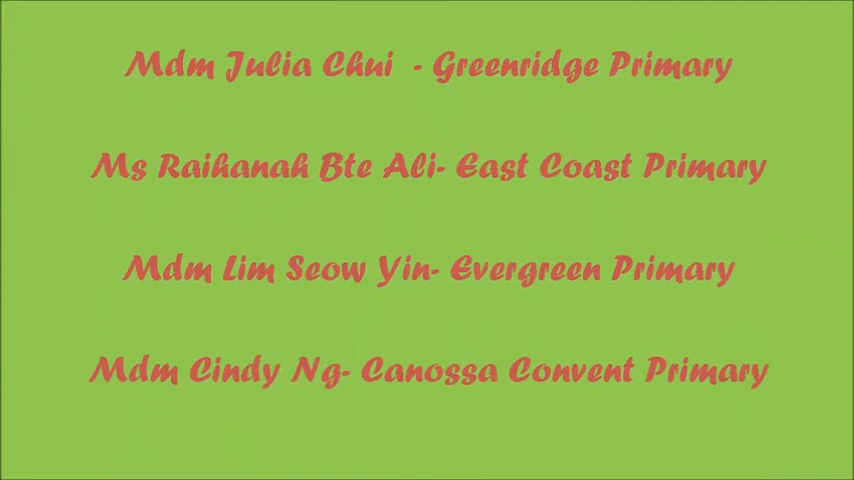 Mdm Julia Chui  - Greenridge Primary
Ms Raihanah Bte Ali- East Coast Primary
Mdm Lim Seow Yin- Evergreen Primary
Mdm Cindy Ng- Canossa Convent Primary